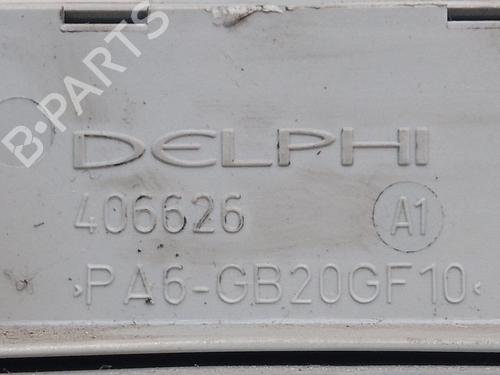 B-PARTS
DELPHI
406626
A1
>PA6-GB20GF10<